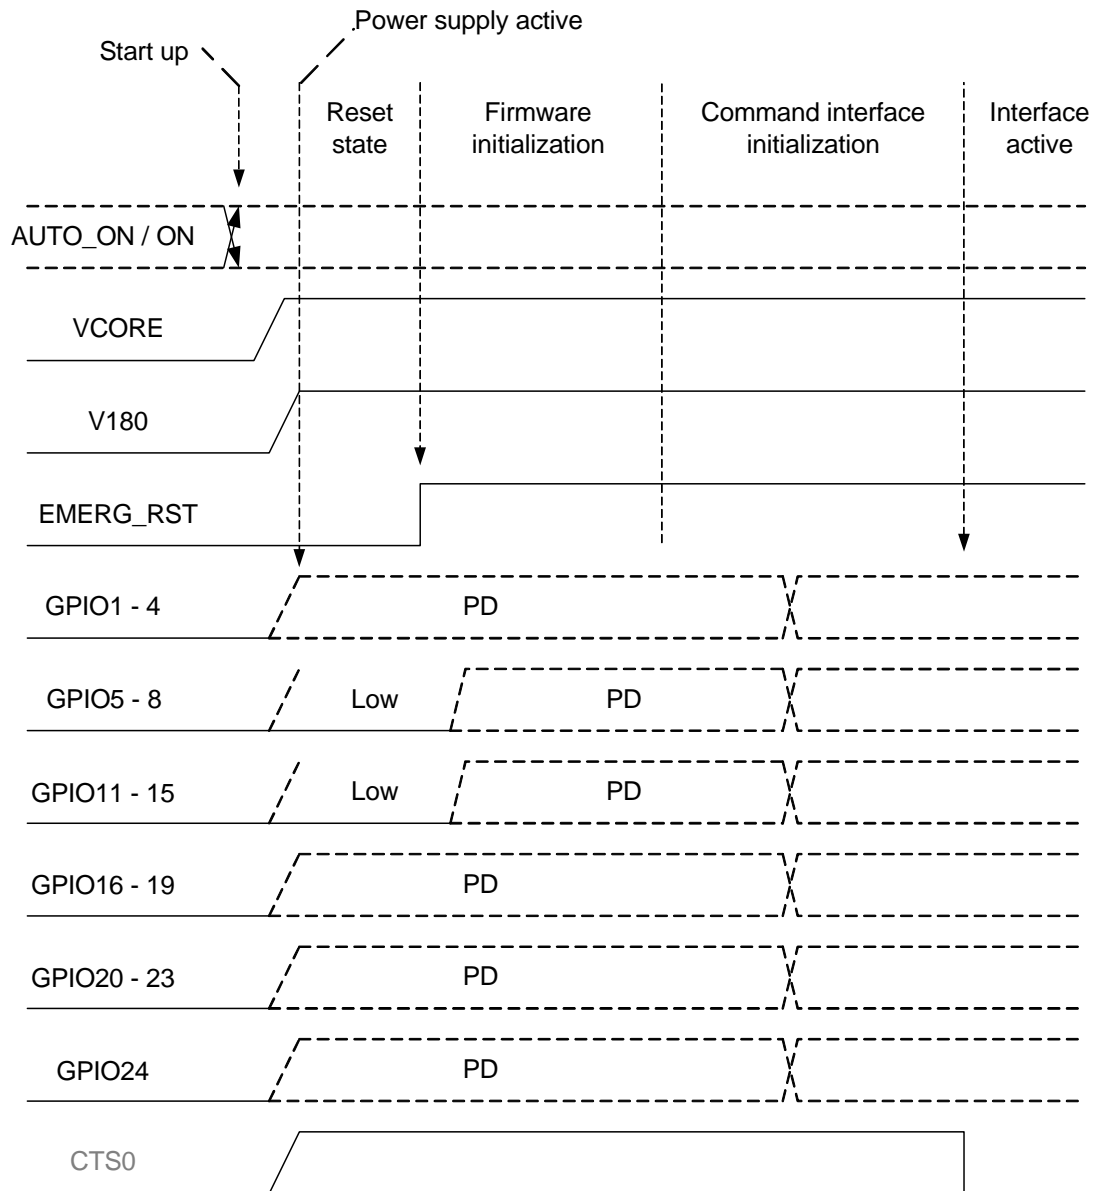 Power supply active
Start up
Reset
state
Firmware
initialization
Command interface
initialization
Interface
active
AUTO_ON / ON
VCORE
V180
EMERG_RST
GPIO1 - 4
PD
GPIO5 - 8
Low
PD
GPIO11 - 15
Low
PD
GPIO16 - 19
PD
GPIO20 - 23
PD
GPIO24
PD
CTS0